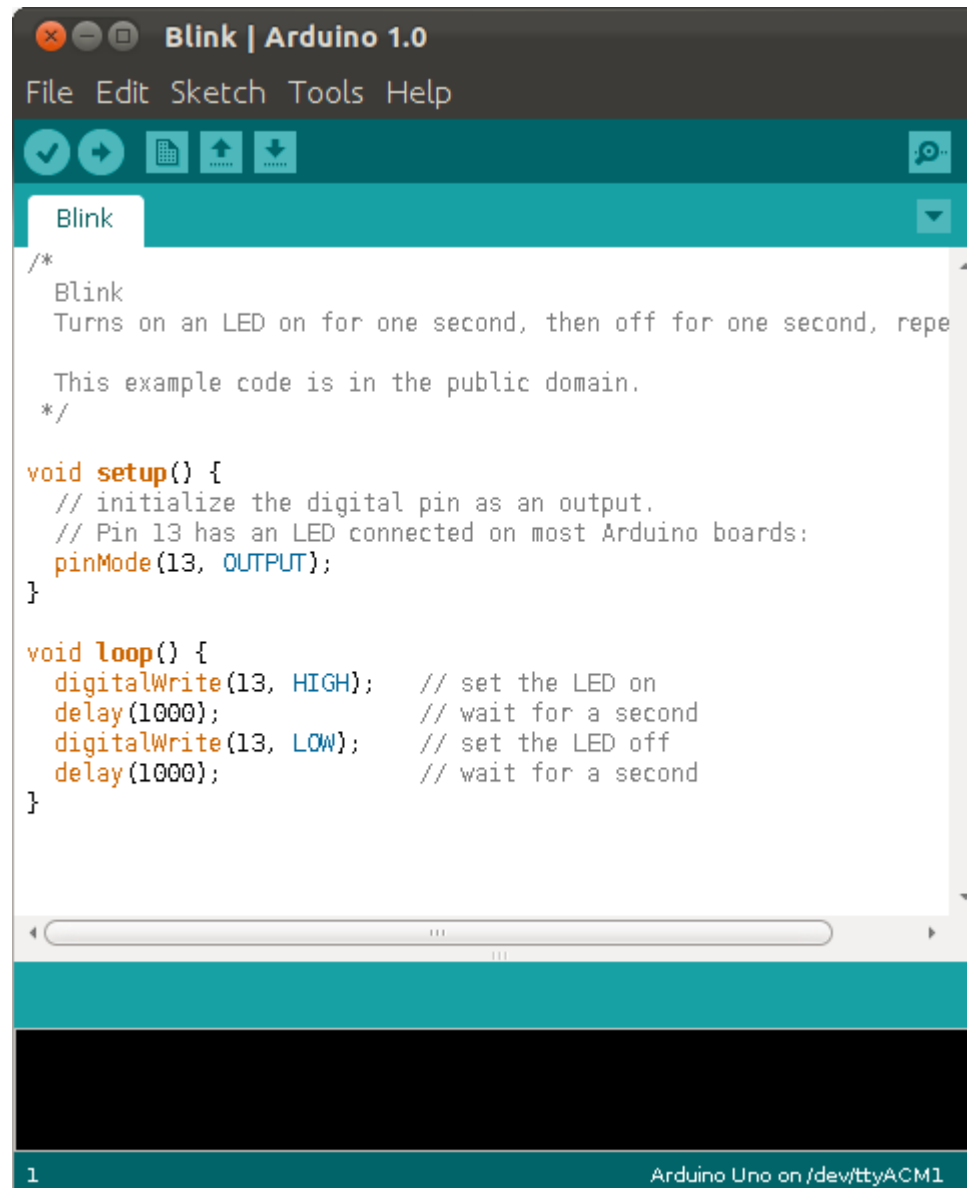 Blink | Arduino 1.0
File Edit Sketch Tools Help
Blink
/*
  Blink
  Turns on an LED on for one second, then off for one second, repe

  This example code is in the public domain.
 */

void setup() {
  // initialize the digital pin as an output.
  // Pin 13 has an LED connected on most Arduino boards:
  pinMode(13, OUTPUT);
}

void loop() {
  digitalWrite(13, HIGH);   // set the LED on
  delay(1000);              // wait for a second
  digitalWrite(13, LOW);    // set the LED off
  delay(1000);              // wait for a second
}
1 Arduino Uno on /dev/ttyACM1